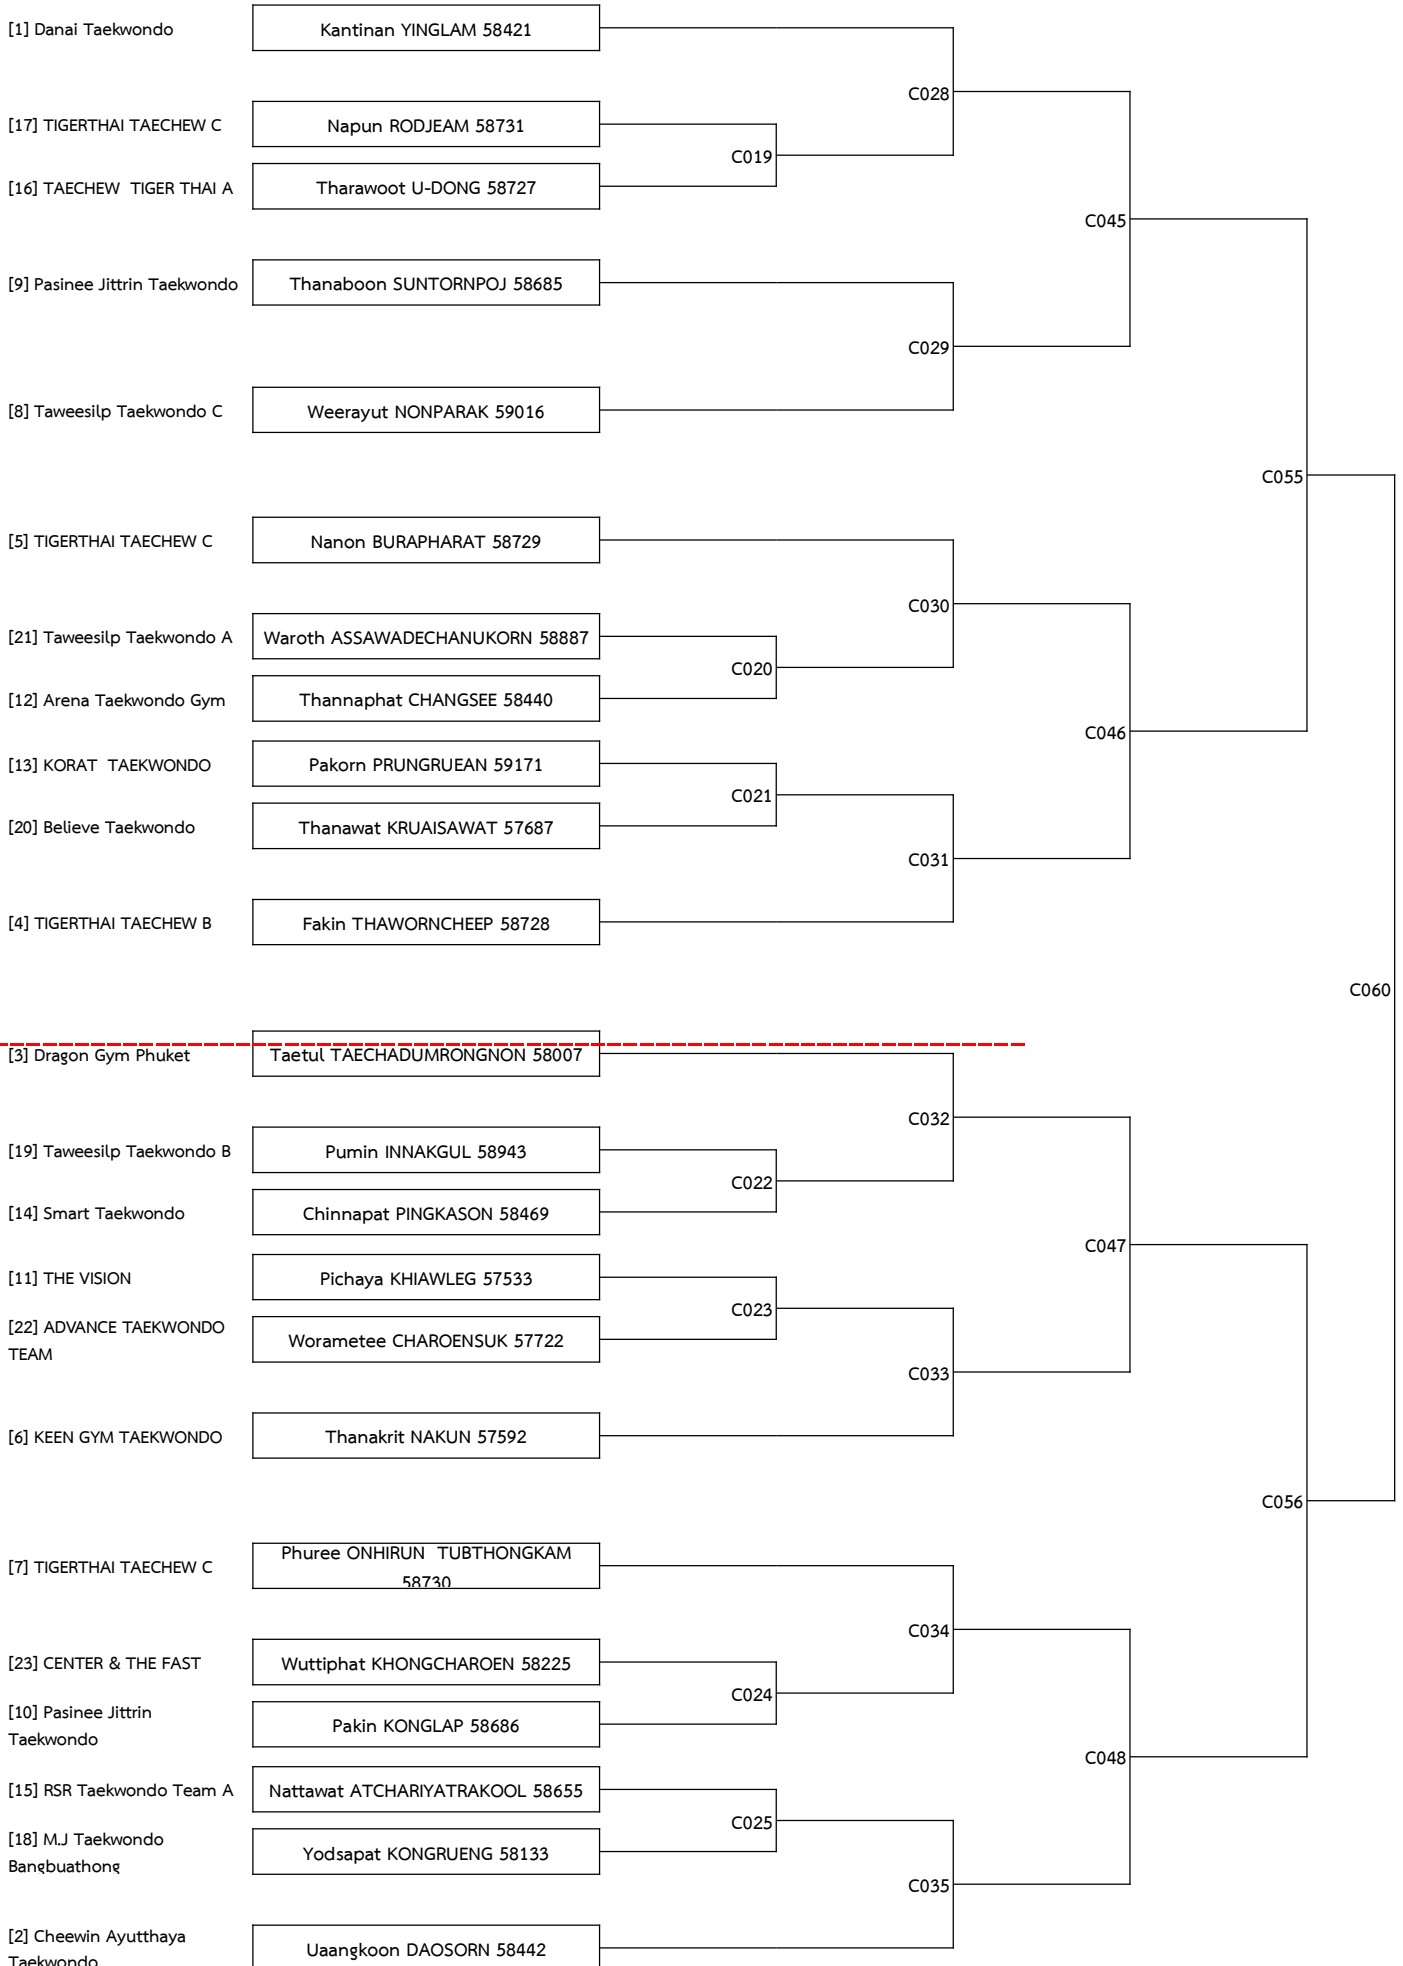 [1] Danai Taekwondo
Kantinan YINGLAM 58421
C028
[17] TIGERTHAI TAECHEW C
Napun RODJEAM 58731
C019
[16] TAECHEW  TIGER THAI A
Tharawoot U-DONG 58727
C045
[9] Pasinee Jittrin Taekwondo
Thanaboon SUNTORNPOJ 58685
C029
[8] Taweesilp Taekwondo C
Weerayut NONPARAK 59016
C055
[5] TIGERTHAI TAECHEW C
Nanon BURAPHARAT 58729
C030
[21] Taweesilp Taekwondo A
Waroth ASSAWADECHANUKORN 58887
C020
[12] Arena Taekwondo Gym
Thannaphat CHANGSEE 58440
C046
[13] KORAT  TAEKWONDO
Pakorn PRUNGRUEAN 59171
C021
[20] Believe Taekwondo
Thanawat KRUAISAWAT 57687
C031
[4] TIGERTHAI TAECHEW B
Fakin THAWORNCHEEP 58728
C060
[3] Dragon Gym Phuket
Taetul TAECHADUMRONGNON 58007
C032
[19] Taweesilp Taekwondo B
Pumin INNAKGUL 58943
C022
[14] Smart Taekwondo
Chinnapat PINGKASON 58469
C047
[11] THE VISION
Pichaya KHIAWLEG 57533
C023
[22] ADVANCE TAEKWONDO
TEAM
Worametee CHAROENSUK 57722
C033
[6] KEEN GYM TAEKWONDO
Thanakrit NAKUN 57592
C056
[7] TIGERTHAI TAECHEW C
Phuree ONHIRUN  TUBTHONGKAM
58730
C034
[23] CENTER & THE FAST
Wuttiphat KHONGCHAROEN 58225
C024
[10] Pasinee Jittrin
Taekwondo
Pakin KONGLAP 58686
C048
[15] RSR Taekwondo Team A
Nattawat ATCHARIYATRAKOOL 58655
C025
[18] M.J Taekwondo
Bangbuathong
Yodsapat KONGRUENG 58133
C035
[2] Cheewin Ayutthaya
Taekwondo
Uaangkoon DAOSORN 58442